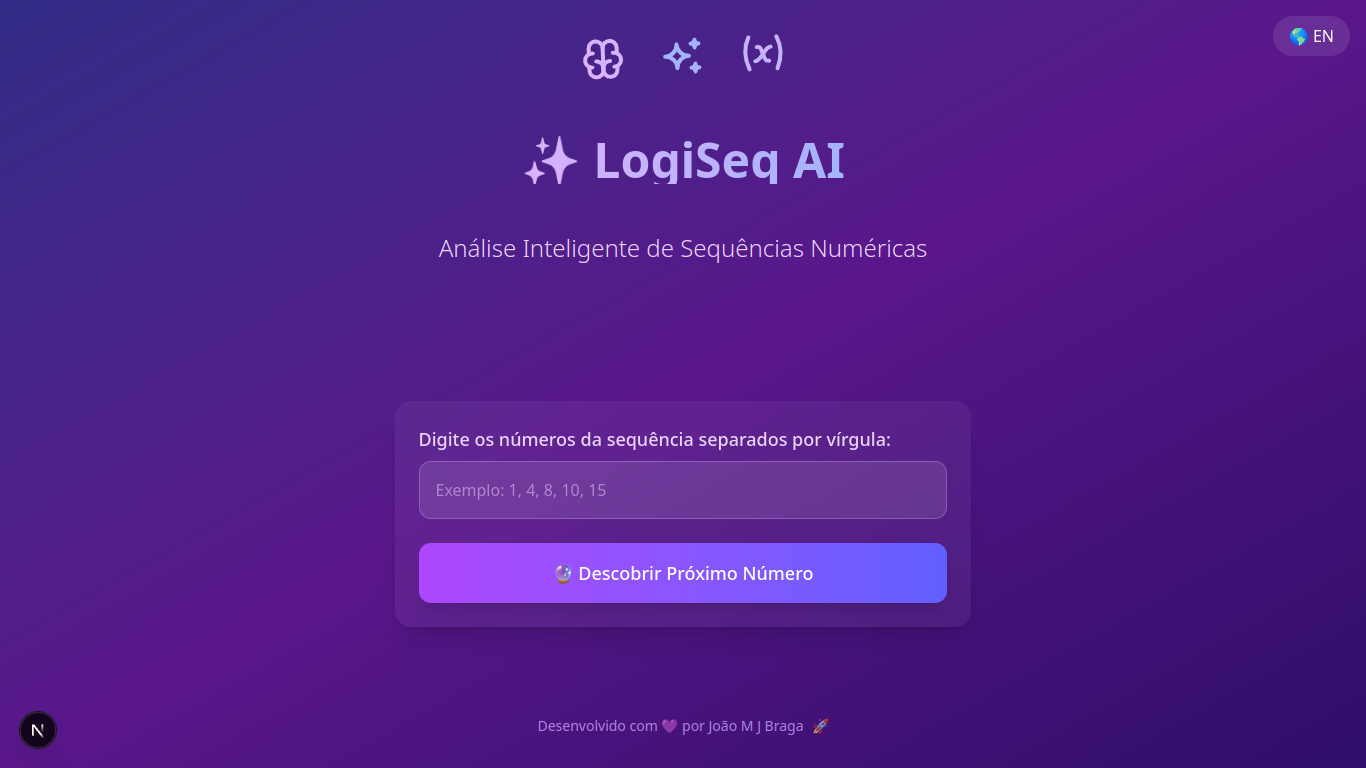 🌎 EN
✨ LogiSeq AI
Análise Inteligente de Sequências Numéricas
Digite os números da sequência separados por vírgula:
Exemplo: 1, 4, 8, 10, 15
🔮 Descobrir Próximo Número
Desenvolvido com 💜 por João M J Braga 🚀
N